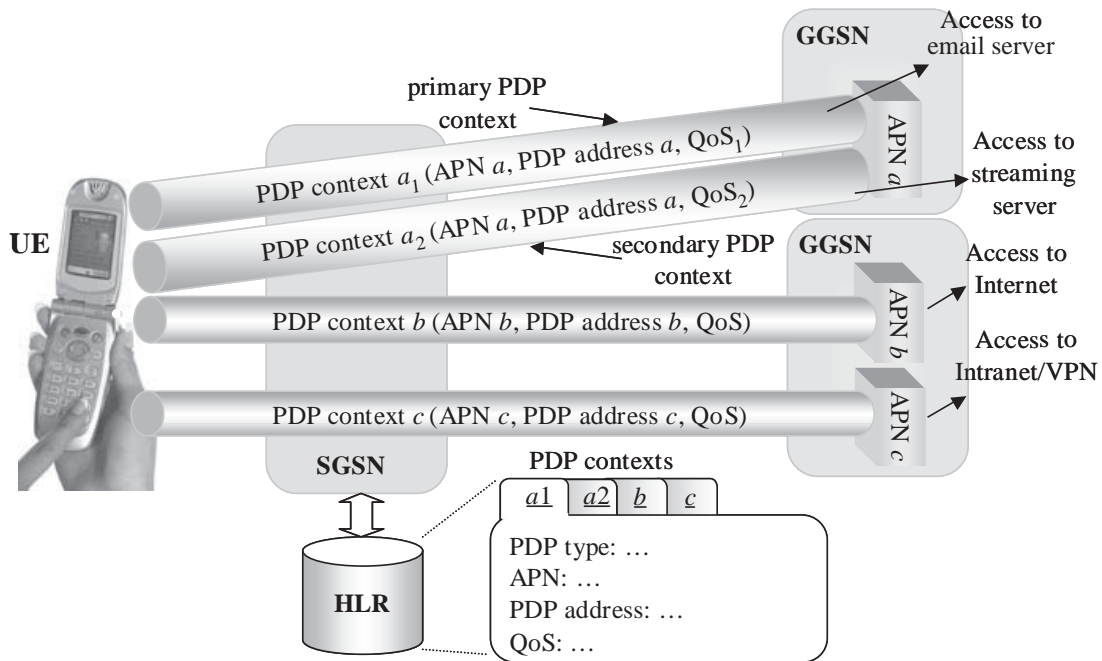 GGSN
Access to
email server
primary PDP
context
PDP context a₁ (APN a, PDP address a, QoS₁)
APN a
Access to
streaming
server
PDP context a₂ (APN a, PDP address a, QoS₂)
UE
secondary PDP
context
GGSN
Access to
Internet
PDP context b (APN b, PDP address b, QoS)
APN b
Access to
Intranet/VPN
PDP context c (APN c, PDP address c, QoS)
APN c
SGSN
PDP contexts
a1 a2 b c
PDP type: …
APN: …
PDP address: …
QoS: …
HLR